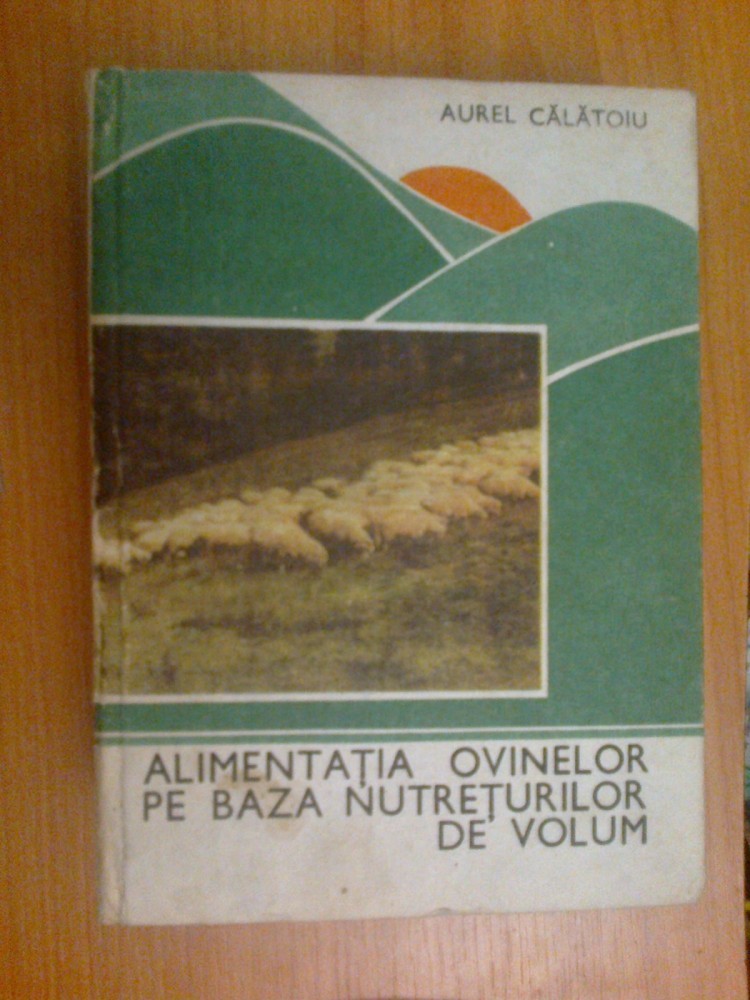 AUREL CĂLĂTOIU
ALIMENTAȚIA OVINELOR
PE BAZA NUTREȚURILOR
DE VOLUM